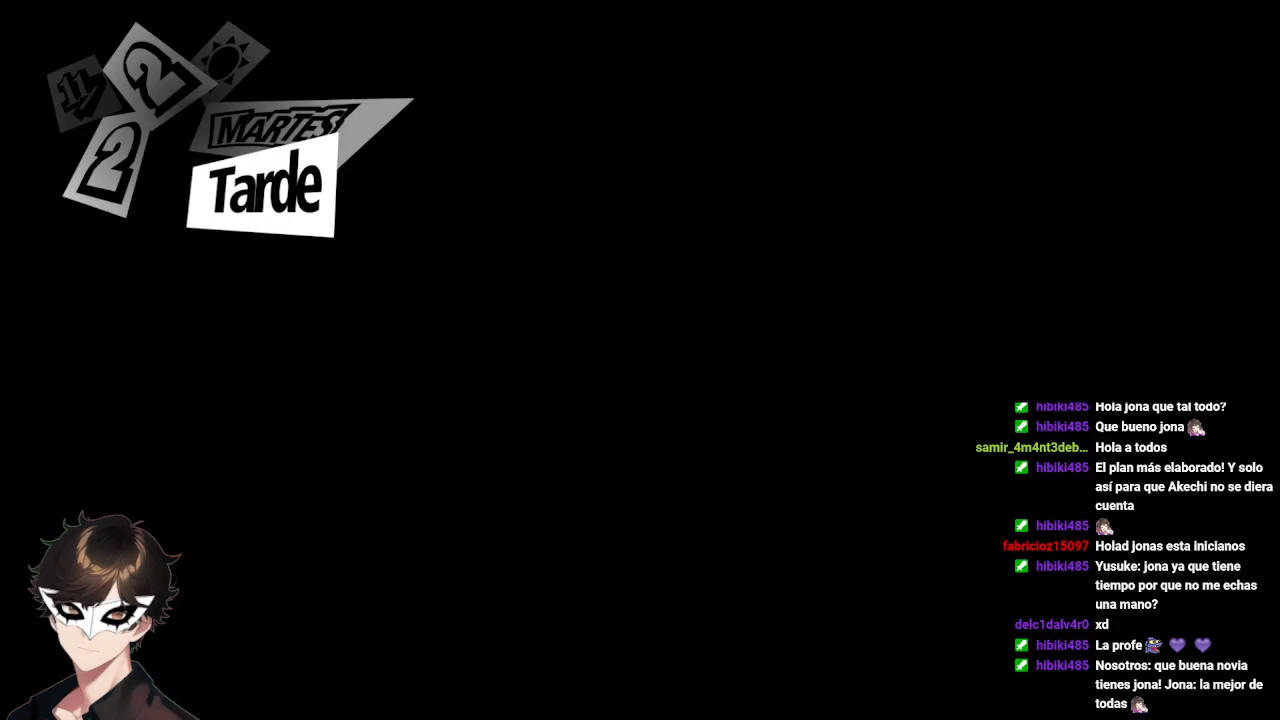 11
2
2
MARTES
Tarde
hibiki485 Hola jona que tal todo?
hibiki485 Que bueno jona
samir_4m4nt3deb... Hola a todos
hibiki485 El plan más elaborado! Y solo
así para que Akechi no se diera
cuenta
hibiki485
fabricioz15097 Holad jonas esta inicianos
hibiki485 Yusuke: jona ya que tiene
tiempo por que no me echas
una mano?
delc1dalv4r0 xd
hibiki485 La profe
hibiki485 Nosotros: que buena novia
tienes jona! Jona: la mejor de
todas